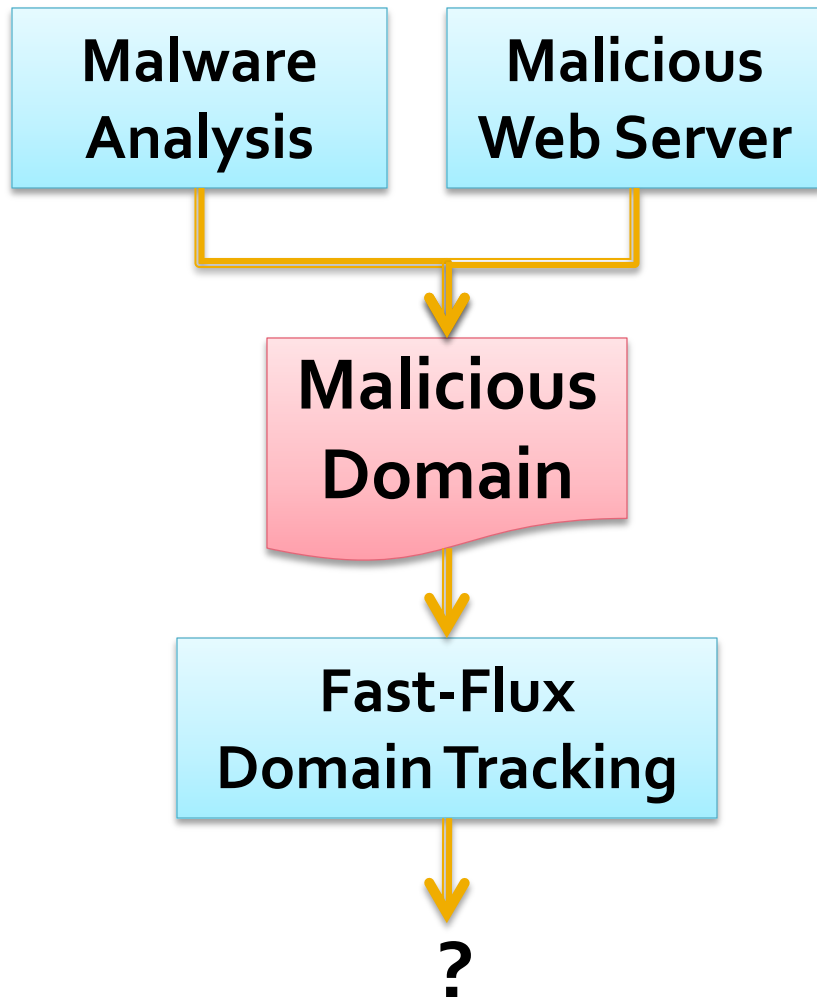 Malware
Analysis
Malicious
Web Server
Malicious
Domain
Fast-Flux
Domain Tracking
?